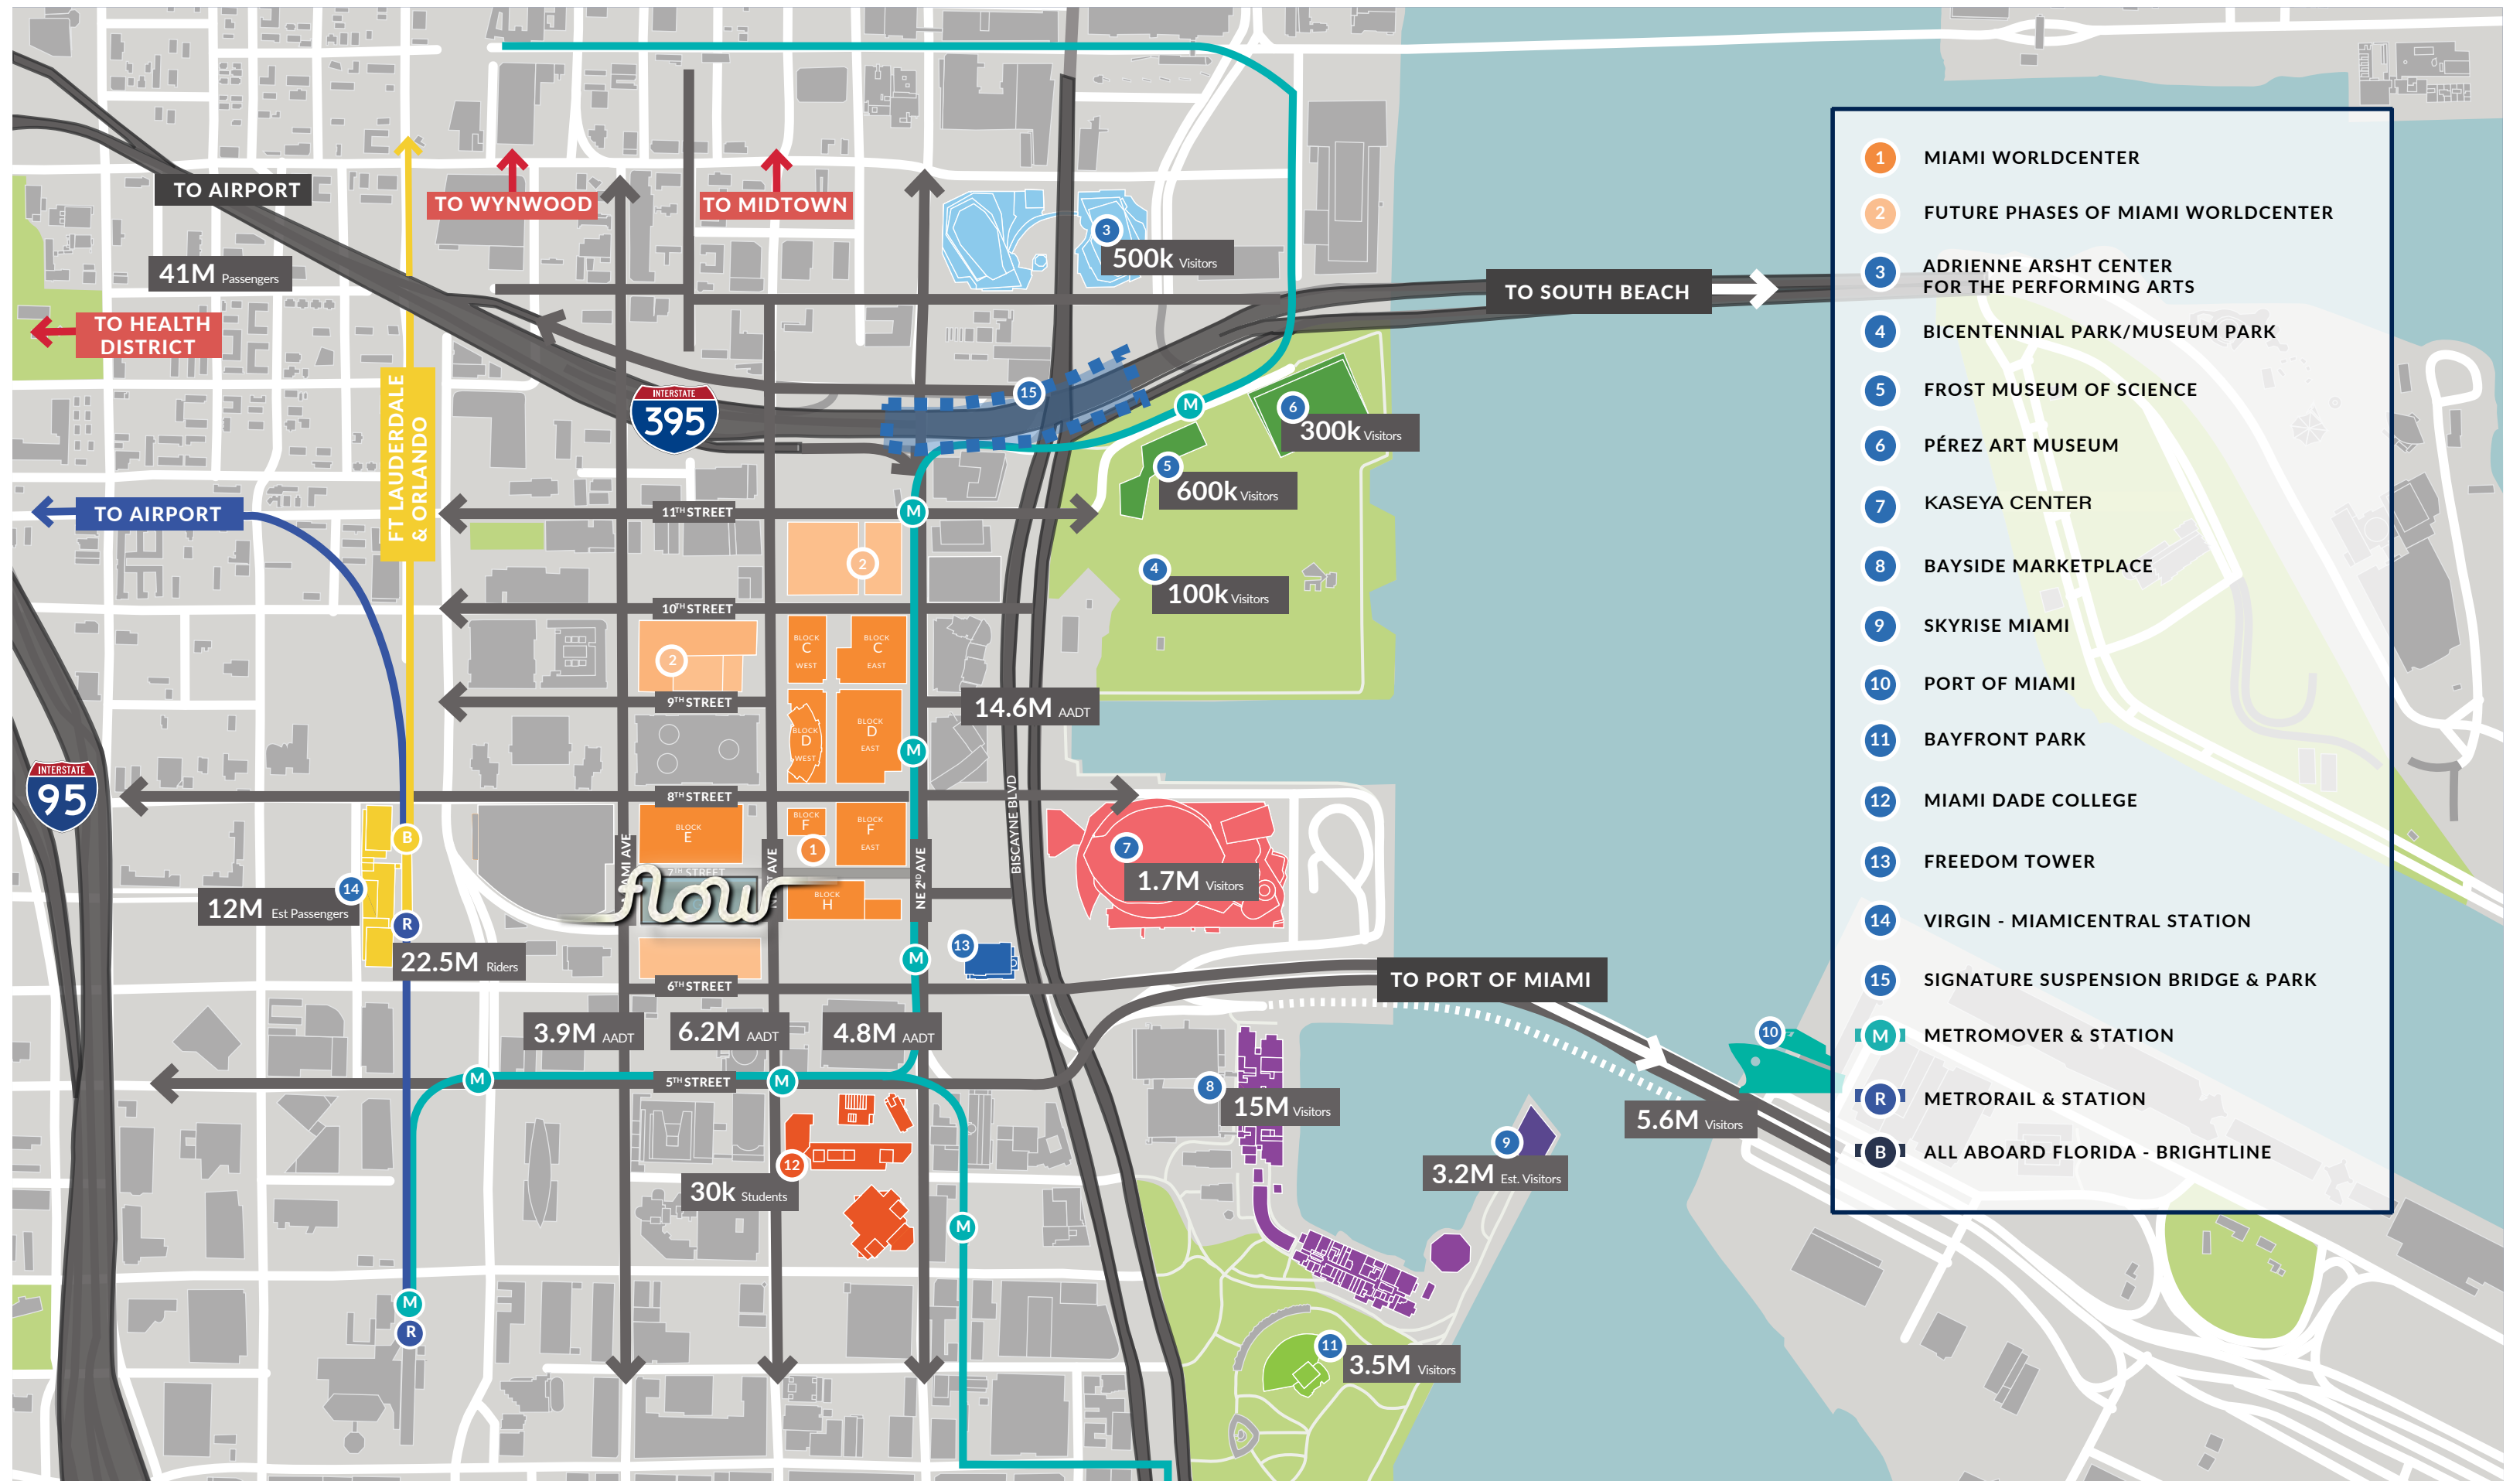 TO AIRPORT
TO WYNWOOD
TO MIDTOWN
3
500k Visitors
41M Passengers
TO HEALTH
DISTRICT
TO SOUTH BEACH
FT LAUDERDALE
& ORLANDO
INTERSTATE
395
15
M
6
300k Visitors
5
600k Visitors
TO AIRPORT
11TH STREET
M
2
4
100k Visitors
10TH STREET
2
BLOCK
C
WEST
BLOCK
C
EAST
9TH STREET
14.6M AADT
BLOCK
D
WEST
BLOCK
D
EAST
M
INTERSTATE
95
8TH STREET
BISCAYNE BLVD
B
BLOCK
E
BLOCK
F
BLOCK
F
EAST
1
7
1.7M Visitors
14
12M Est Passengers
R
22.5M Riders
7TH STREET
flow
AVE
NE 2ND AVE
BLOCK
H
13
M
6TH STREET
TO PORT OF MIAMI
3.9M AADT
6.2M AADT
4.8M AADT
M
5TH STREET
M
10
8
15M Visitors
5.6M Visitors
9
3.2M Est. Visitors
12
30k Students
M
M
R
11
3.5M Visitors
1 MIAMI WORLDCENTER
2 FUTURE PHASES OF MIAMI WORLDCENTER
3 ADRIENNE ARSHT CENTER
FOR THE PERFORMING ARTS
4 BICENTENNIAL PARK/MUSEUM PARK
5 FROST MUSEUM OF SCIENCE
6 PÉREZ ART MUSEUM
7 KASEYA CENTER
8 BAYSIDE MARKETPLACE
9 SKYRISE MIAMI
10 PORT OF MIAMI
11 BAYFRONT PARK
12 MIAMI DADE COLLEGE
13 FREEDOM TOWER
14 VIRGIN - MIAMICENTRAL STATION
15 SIGNATURE SUSPENSION BRIDGE & PARK
M METROMOVER & STATION
R METRORAIL & STATION
B ALL ABOARD FLORIDA - BRIGHTLINE